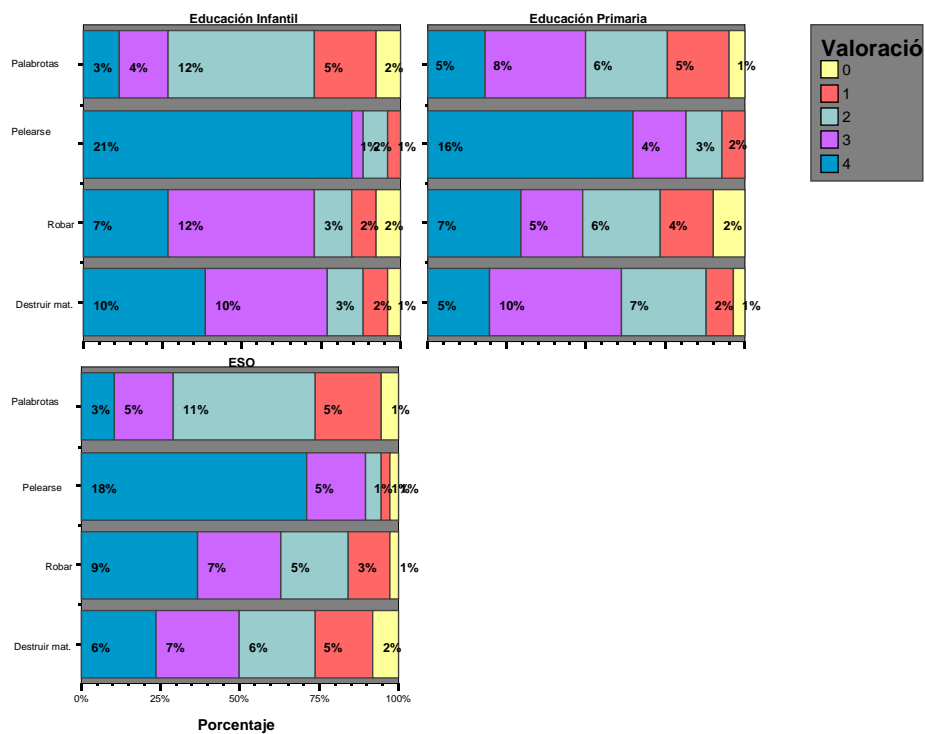 Educación Infantil
Palabrotas 3% 4% 12% 5% 2%
Pelearse 21% 1% 2% 1%
Robar 7% 12% 3% 2% 2%
Destruir mat. 10% 10% 3% 2% 1%
Educación Primaria
5% 8% 6% 5% 1%
16% 4% 3% 2%
7% 5% 6% 4% 2%
5% 10% 7% 2% 1%
Valoració
0
1
2
3
4
ESO
Palabrotas 3% 5% 11% 5% 1%
Pelearse 18% 5% 1% 1% 1%
Robar 9% 7% 5% 3% 1%
Destruir mat. 6% 7% 6% 5% 2%
0% 25% 50% 75% 100%
Porcentaje